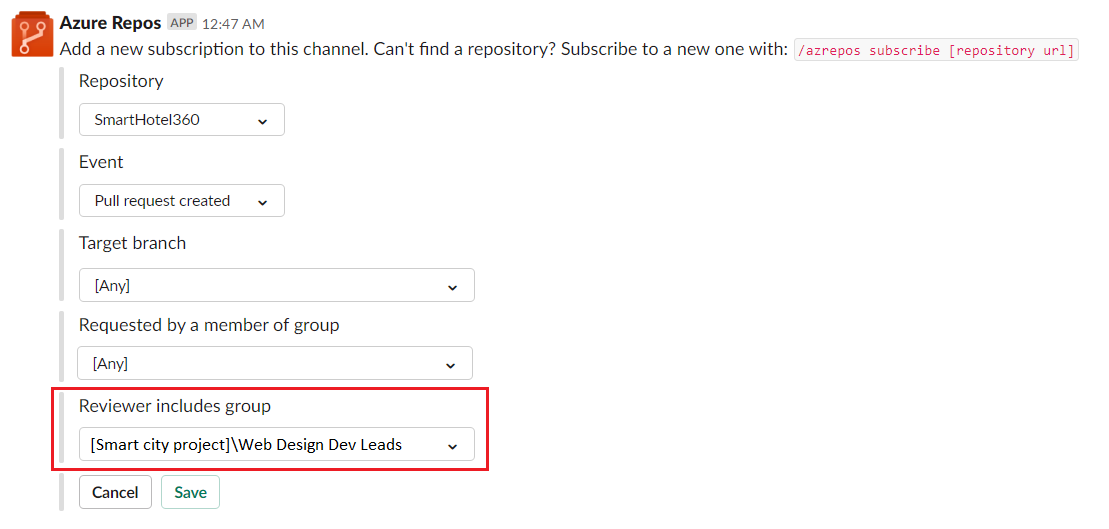 Azure Repos APP 12:47 AM
Add a new subscription to this channel. Can't find a repository? Subscribe to a new one with: /azrepos subscribe [repository url]
Repository
SmartHotel360
Event
Pull request created
Target branch
[Any]
Requested by a member of group
[Any]
Reviewer includes group
[Smart city project]\Web Design Dev Leads
Cancel Save